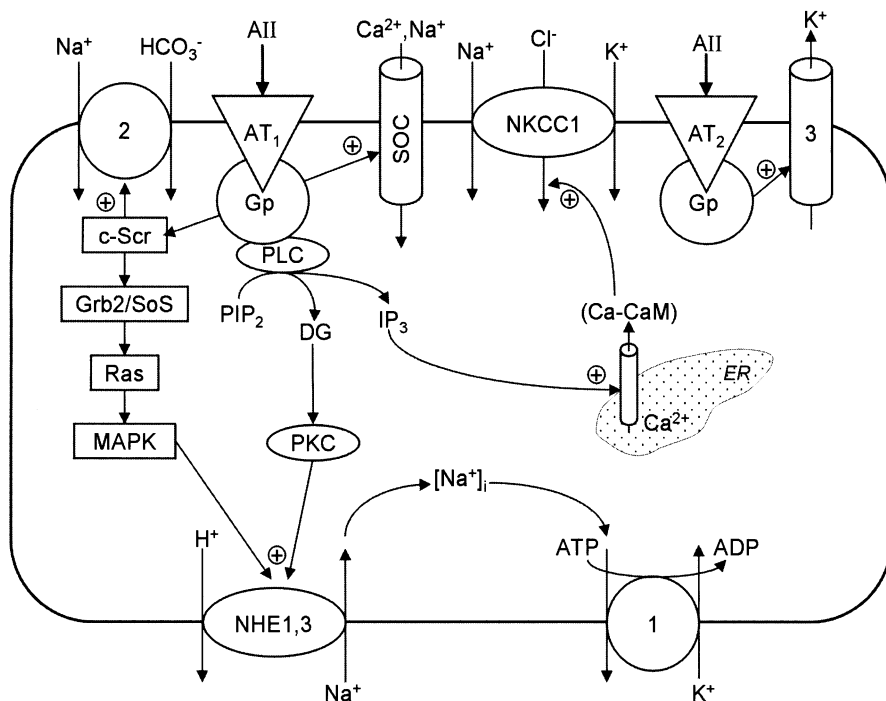 Na⁺
HCO₃⁻
AII
Ca²⁺,Na⁺
Na⁺
Cl⁻
K⁺
AII
K⁺
2
AT₁
SOC
NKCC1
AT₂
3
Gp
Gp
c-Scr
PLC
Grb2/SoS
PIP₂
DG
IP₃
(Ca-CaM)
Ras
ER
Ca²⁺
MAPK
PKC
[Na⁺]ᵢ
H⁺
ATP
ADP
NHE1,3
1
Na⁺
K⁺